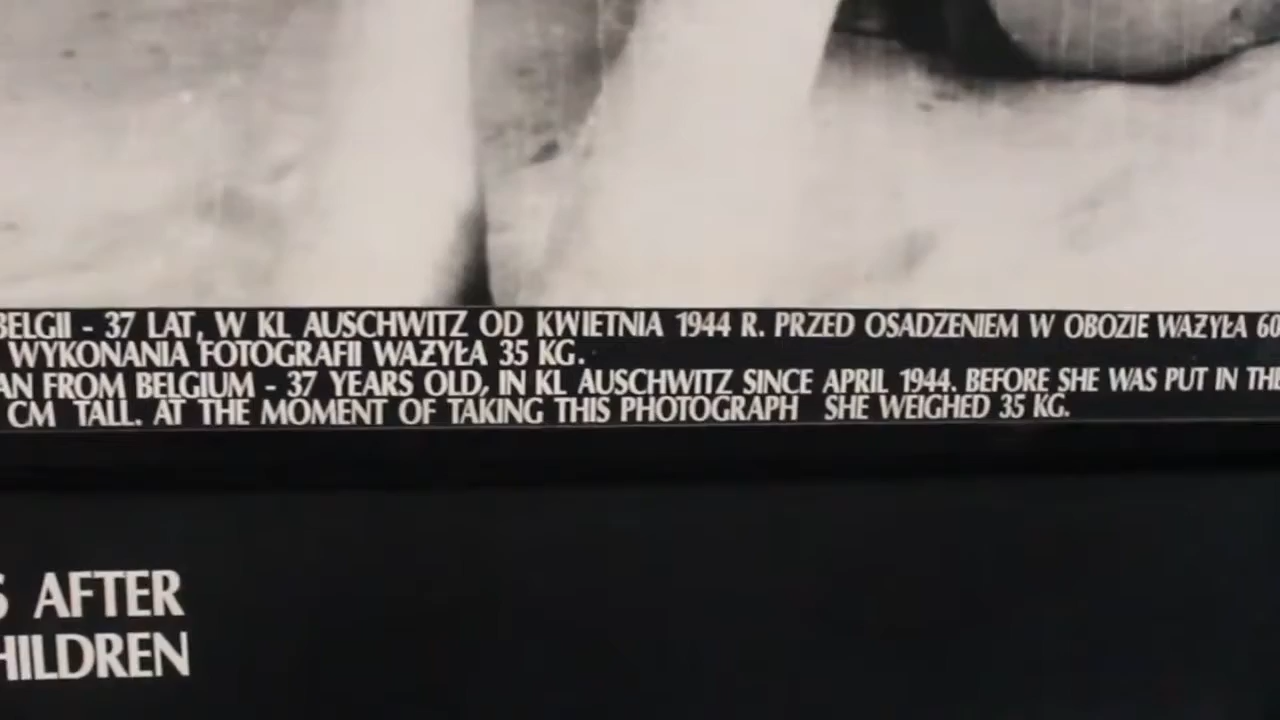 BELGII - 37 LAT, W KL AUSCHWITZ OD KWIETNIA 1944 R. PRZED OSADZENIEM W OBOZIE WAŻYŁA 60
WYKONANIA FOTOGRAFII WAŻYŁA 35 KG.
AN FROM BELGIUM - 37 YEARS OLD, IN KL AUSCHWITZ SINCE APRIL 1944. BEFORE SHE WAS PUT IN THE
CM TALL. AT THE MOMENT OF TAKING THIS PHOTOGRAPH SHE WEIGHED 35 KG.
S AFTER
HILDREN